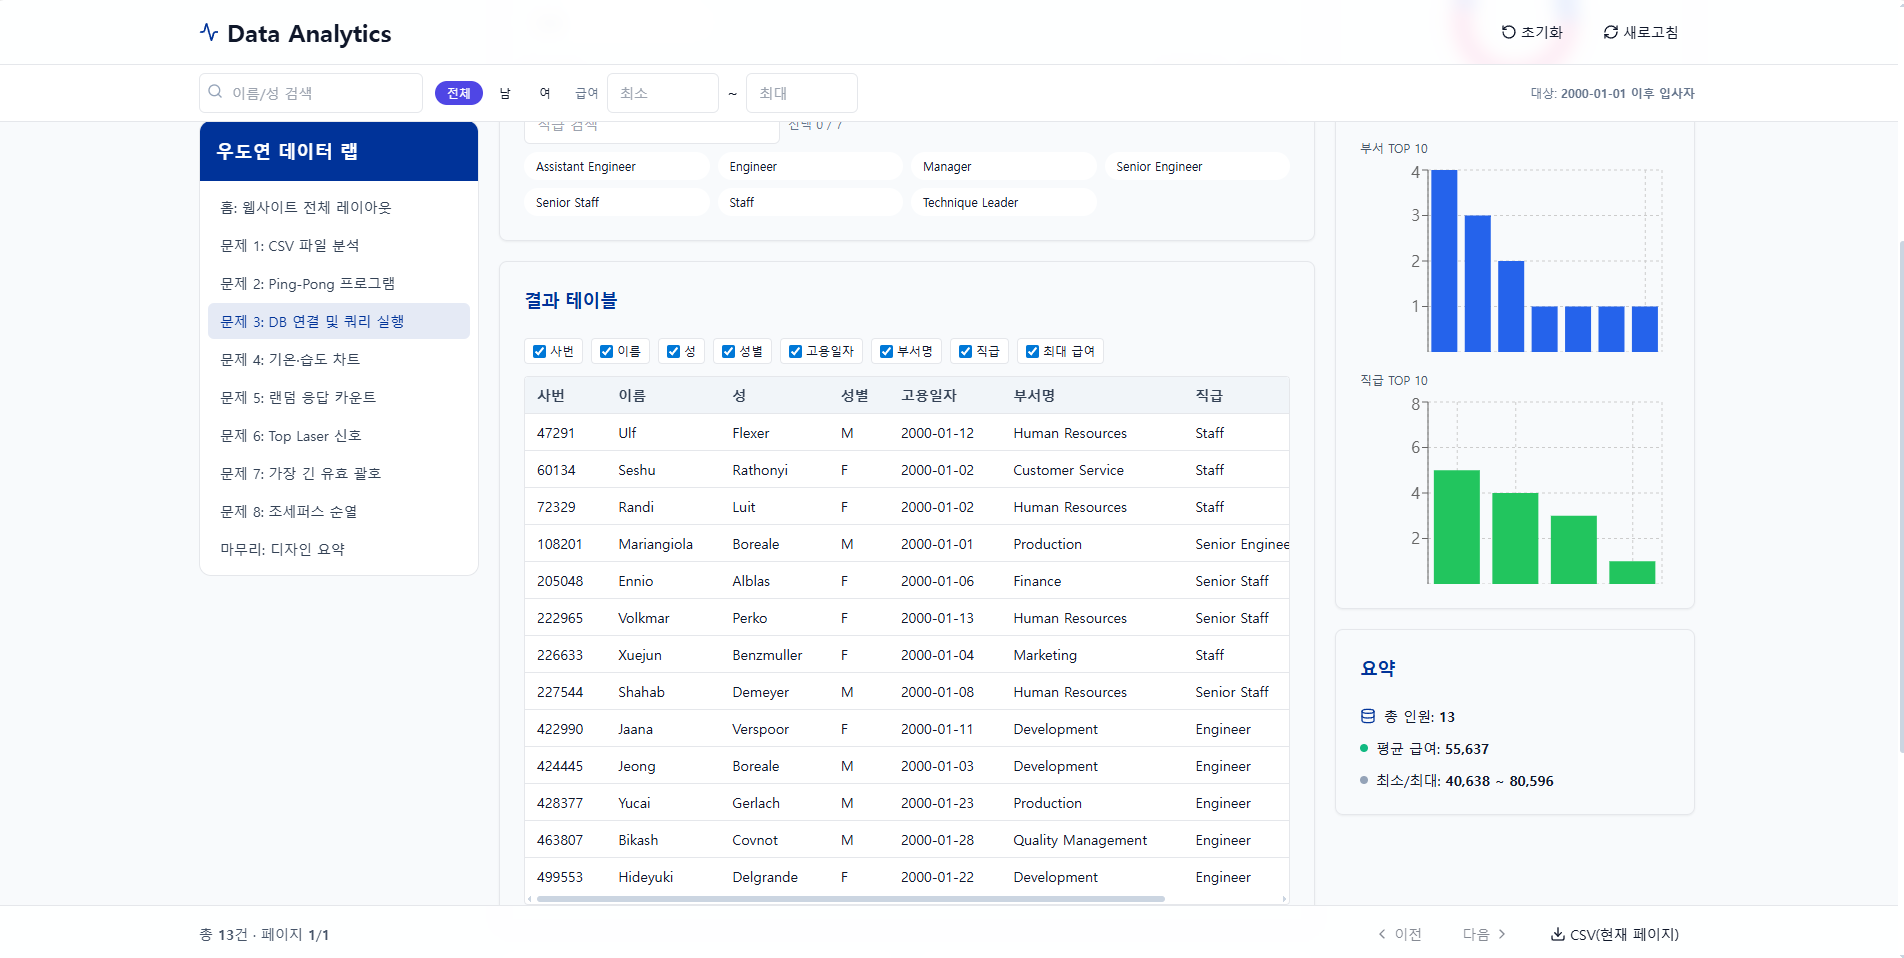 Data Analytics
초기화
새로고침
이름/성 검색
전체 남 여 급여 최소 ~ 최대
대상: 2000-01-01 이후 입사자
우도연 데이터 랩
홈: 웹사이트 전체 레이아웃
문제 1: CSV 파일 분석
문제 2: Ping-Pong 프로그램
문제 3: DB 연결 및 쿼리 실행
문제 4: 기온·습도 차트
문제 5: 랜덤 응답 카운트
문제 6: Top Laser 신호
문제 7: 가장 긴 유효 괄호
문제 8: 조세퍼스 순열
마무리: 디자인 요약
직급 검색 선택 0 / 7
Assistant Engineer Engineer Manager Senior Engineer
Senior Staff Staff Technique Leader
결과 테이블
사번 이름 성 성별 고용일자 부서명 직급 최대 급여
사번 이름 성 성별 고용일자 부서명 직급
47291 Ulf Flexer M 2000-01-12 Human Resources Staff
60134 Seshu Rathonyi F 2000-01-02 Customer Service Staff
72329 Randi Luit F 2000-01-02 Human Resources Staff
108201 Mariangiola Boreale M 2000-01-01 Production Senior Enginee
205048 Ennio Alblas F 2000-01-06 Finance Senior Staff
222965 Volkmar Perko F 2000-01-13 Human Resources Senior Staff
226633 Xuejun Benzmuller F 2000-01-04 Marketing Staff
227544 Shahab Demeyer M 2000-01-08 Human Resources Senior Staff
422990 Jaana Verspoor F 2000-01-11 Development Engineer
424445 Jeong Boreale M 2000-01-03 Development Engineer
428377 Yucai Gerlach M 2000-01-23 Production Engineer
463807 Bikash Covnot M 2000-01-28 Quality Management Engineer
499553 Hideyuki Delgrande F 2000-01-22 Development Engineer
부서 TOP 10
4
3
2
1
직급 TOP 10
8
6
4
2
요약
총 인원: 13
평균 급여: 55,637
최소/최대: 40,638 ~ 80,596
총 13건 · 페이지 1/1
이전
다음
CSV(현재 페이지)